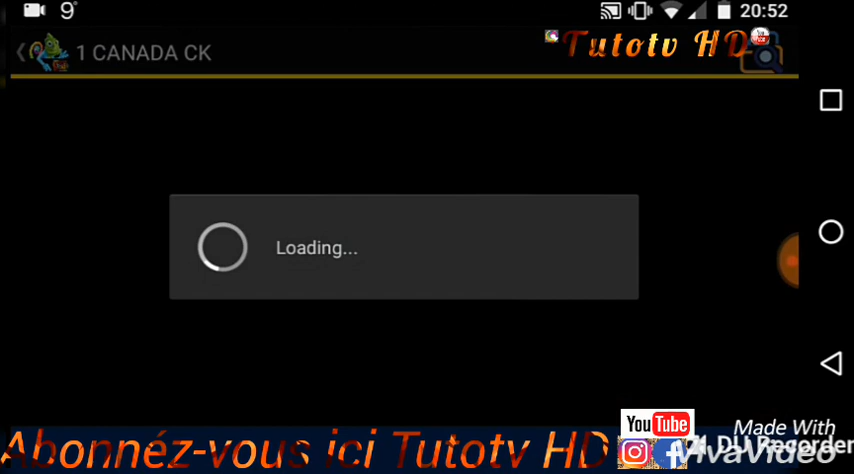 9°
20:52
1 CANADA CK
Tutotv HD
Loading...
Abonnéz-vous ici Tutotv HD
YouTube
Made With
DU Recorder
VivaVideo